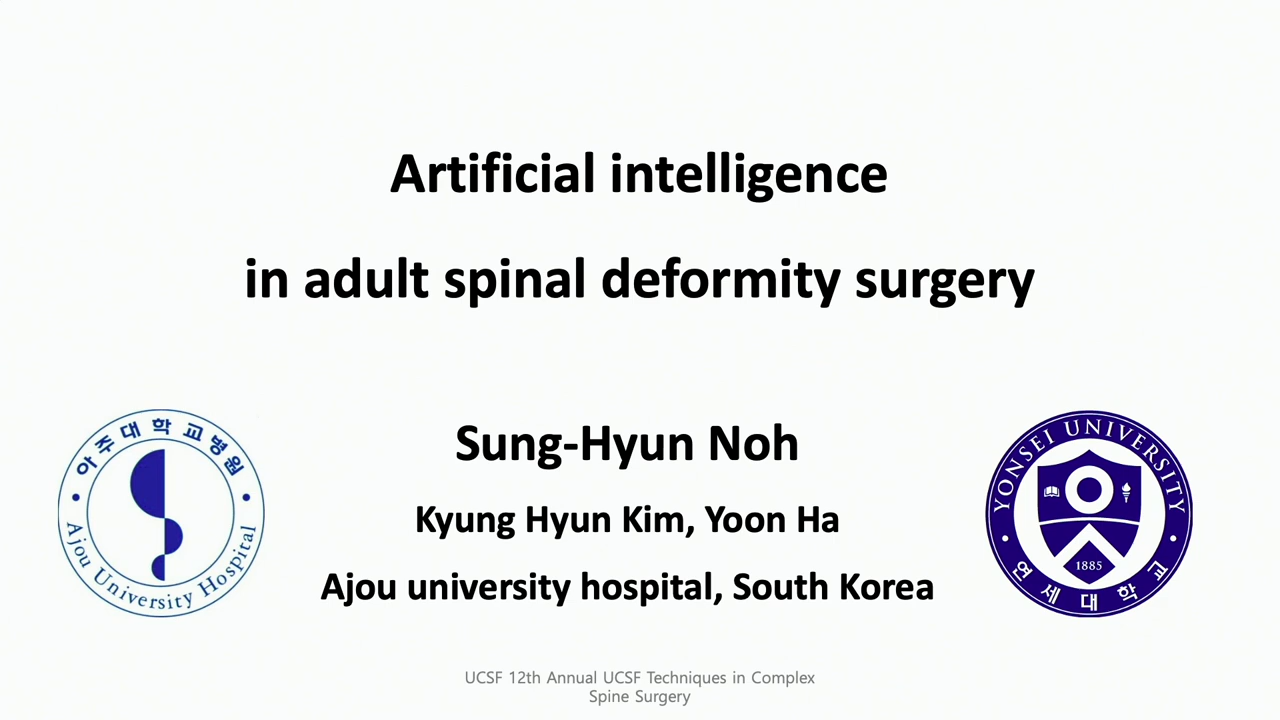 Artificial intelligence
in adult spinal deformity surgery
Sung-Hyun Noh
Kyung Hyun Kim, Yoon Ha
Ajou university hospital, South Korea
아주대학교병원
Ajou University Hospital
YONSEI UNIVERSITY
1885
연세대학교
UCSF 12th Annual UCSF Techniques in Complex
Spine Surgery